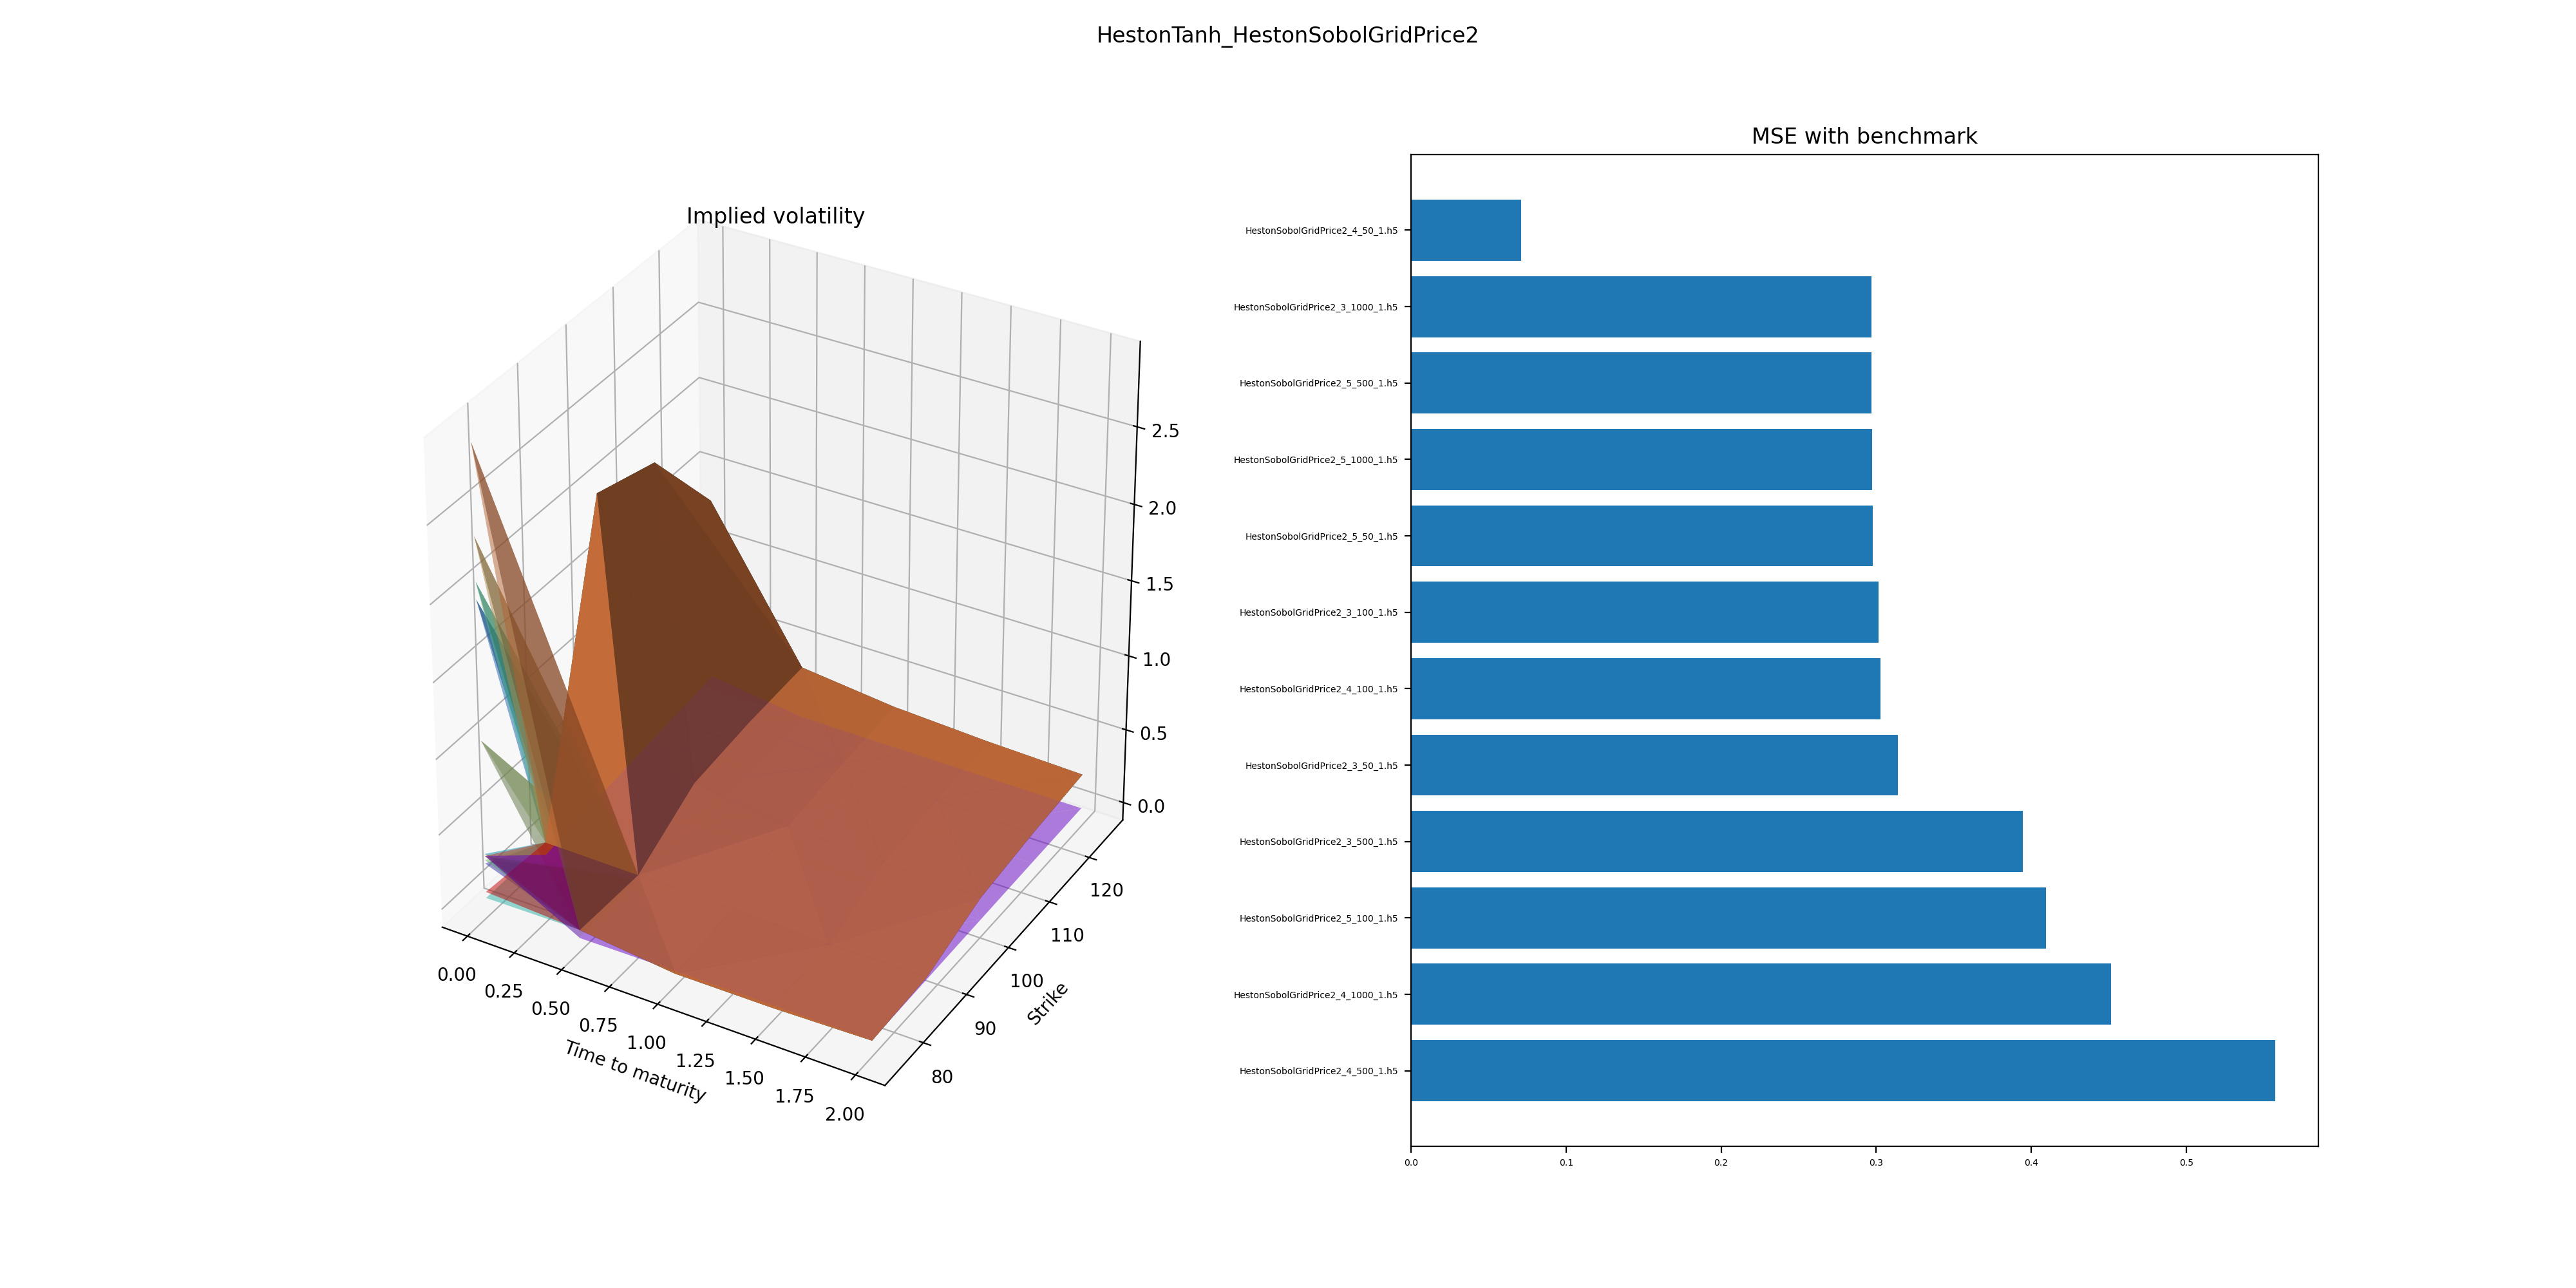 HestonTanh_HestonSobolGridPrice2
Implied volatility
2.5
2.0
1.5
1.0
0.5
0.0
120
110
100
90
80
Strike
0.00
0.25
0.50
0.75
1.00
1.25
1.50
1.75
2.00
Time to maturity
MSE with benchmark
HestonSobolGridPrice2_4_50_1.h5
HestonSobolGridPrice2_3_1000_1.h5
HestonSobolGridPrice2_5_500_1.h5
HestonSobolGridPrice2_5_1000_1.h5
HestonSobolGridPrice2_5_50_1.h5
HestonSobolGridPrice2_3_100_1.h5
HestonSobolGridPrice2_4_100_1.h5
HestonSobolGridPrice2_3_50_1.h5
HestonSobolGridPrice2_3_500_1.h5
HestonSobolGridPrice2_5_100_1.h5
HestonSobolGridPrice2_4_1000_1.h5
HestonSobolGridPrice2_4_500_1.h5
0.0 0.1 0.2 0.3 0.4 0.5